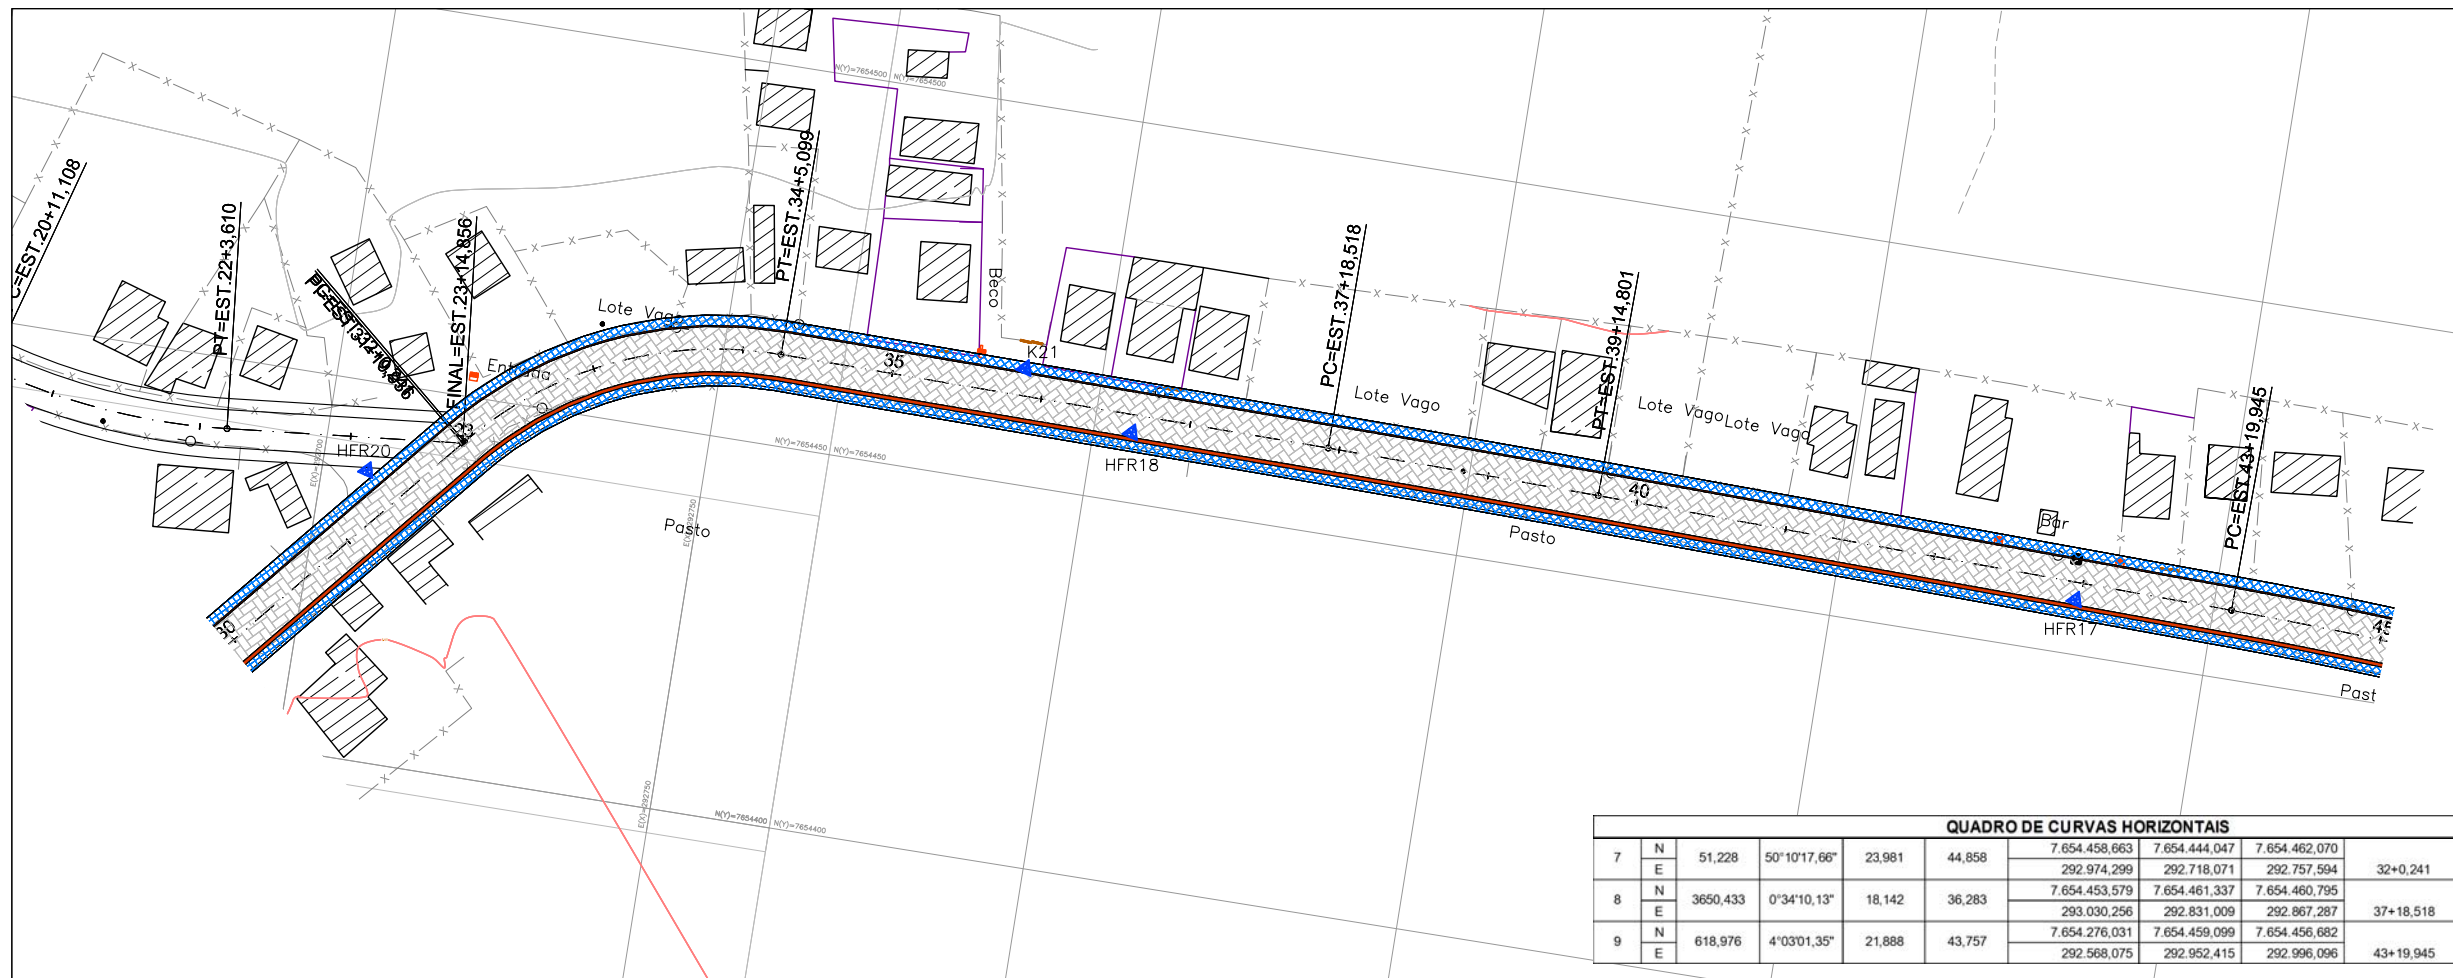 N(Y)=7654500 N(Y)=7654500
C=EST.20+11,108
PT=EST.22+3,610
FINAL=EST.23+14,856
PT=EST.34+5,099
PC=EST.37+18,518
PT=EST.39+14,801
PC=EST.43+19,945
Beco
Lote Vago
Entrada
K21
35
23
HFR20
Lote Vago
Lote Vago
Lote Vago
HFR18
40
Bar
E(X)=292700
N(Y)=7654450 N(Y)=7654450
E(X)=292750
Pasto
Pasto
30
HFR17
45
Past
E(X)=292750
N(Y)=7654400 N(Y)=7654400
QUADRO DE CURVAS HORIZONTAIS
7 N 51,228 50°10'17,66" 23,981 44,858 7.654.458,663 7.654.444,047 7.654.462,070
E 292.974,299 292.718,071 292.757,594 32+0,241
8 N 3650,433 0°34'10,13" 18,142 36,283 7.654.453,579 7.654.461,337 7.654.460,795
E 293.030,256 292.831,009 292.867,287 37+18,518
9 N 618,976 4°03'01,35" 21,888 43,757 7.654.276,031 7.654.459,099 7.654.456,682
E 292.568,075 292.952,415 292.996,096 43+19,945